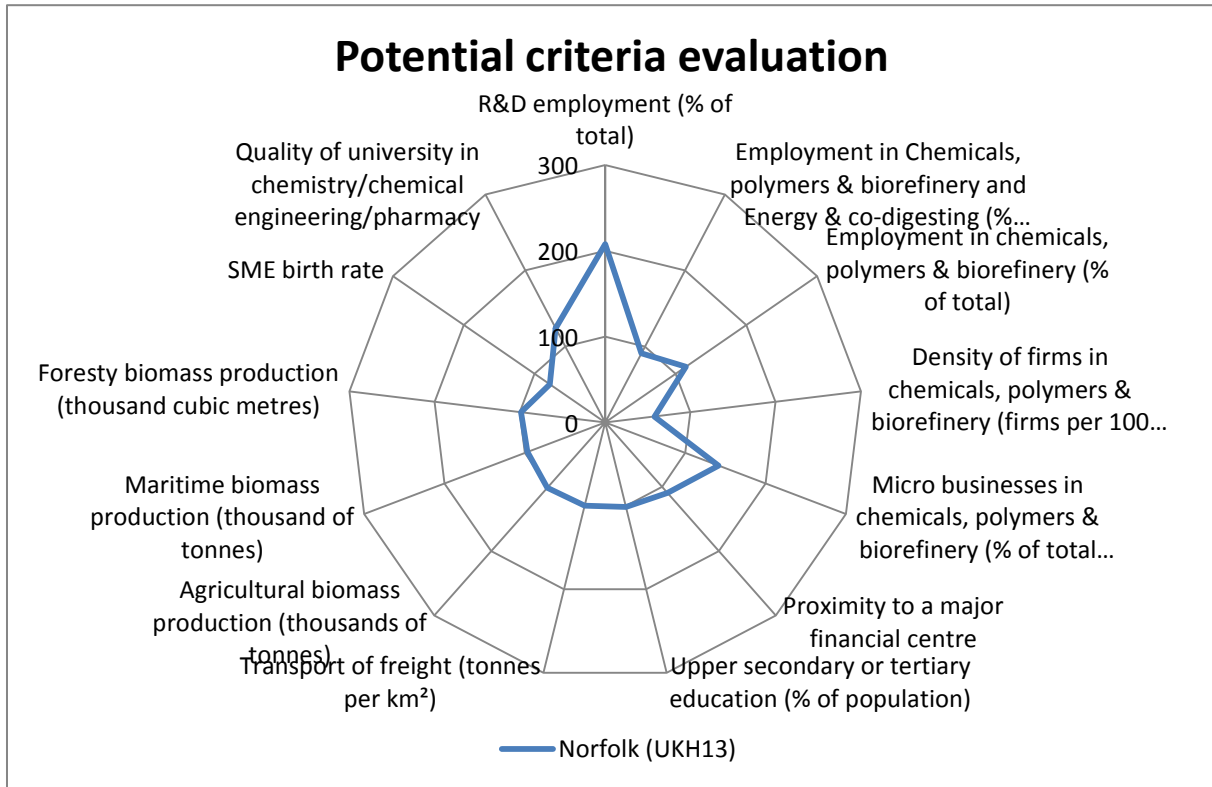 Potential criteria evaluation
R&D employment (% of
total)
Employment in Chemicals,
polymers & biorefinery and
Energy & co-digesting (%...
Employment in chemicals,
polymers & biorefinery (%
of total)
Density of firms in
chemicals, polymers &
biorefinery (firms per 100...
Micro businesses in
chemicals, polymers &
biorefinery (% of total...
Proximity to a major
financial centre
Upper secondary or tertiary
education (% of population)
Transport of freight (tonnes
per km²)
Agricultural biomass
production (thousands of
tonnes)
Maritime biomass
production (thousand of
tonnes)
Foresty biomass production
(thousand cubic metres)
SME birth rate
Quality of university in
chemistry/chemical
engineering/pharmacy
300
200
100
0
Norfolk (UKH13)